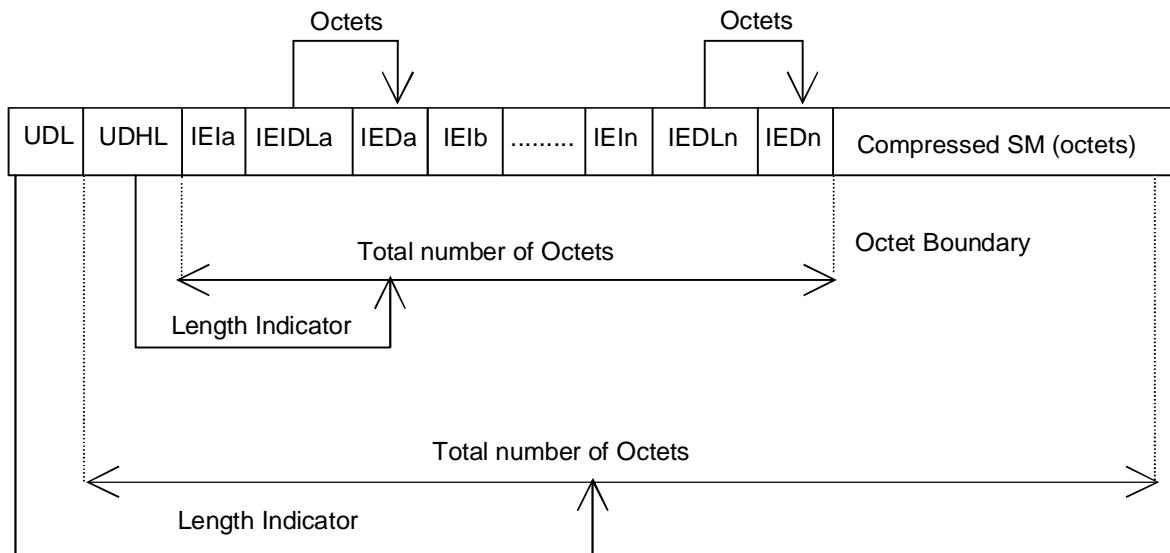 Octets Octets
UDL UDHL IEIa IEIDLa IEDa IEIb ......... IEIn IEDLn IEDn Compressed SM (octets)
Total number of Octets Octet Boundary
Length Indicator
Total number of Octets
Length Indicator